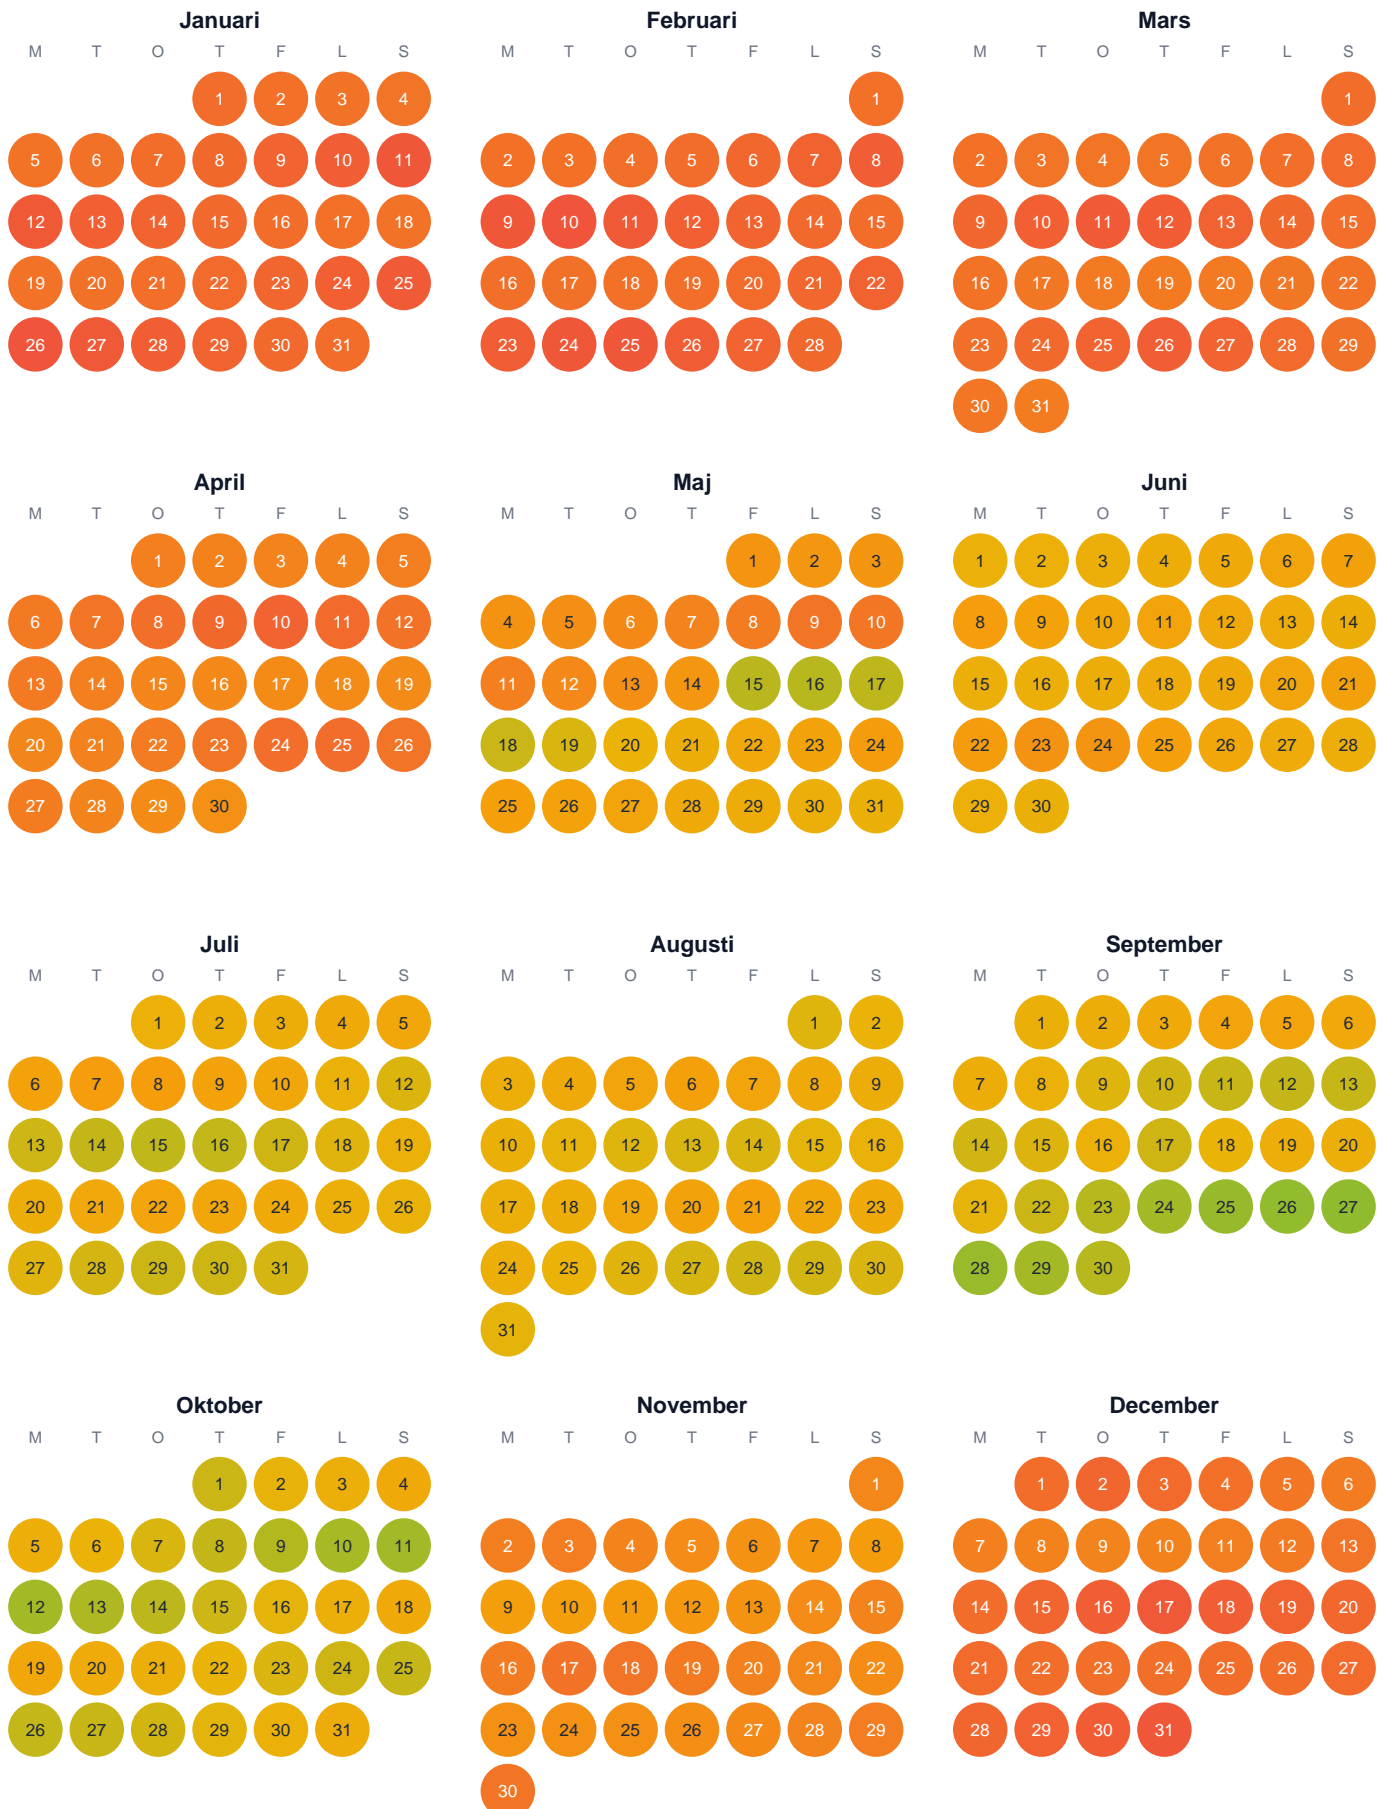 Januari Februari Mars
M T O T F L S M T O T F L S M T O T F L S
1 2 3 4 1 1
5 6 7 8 9 10 11 2 3 4 5 6 7 8 2 3 4 5 6 7 8
12 13 14 15 16 17 18 9 10 11 12 13 14 15 9 10 11 12 13 14 15
19 20 21 22 23 24 25 16 17 18 19 20 21 22 16 17 18 19 20 21 22
26 27 28 29 30 31 23 24 25 26 27 28 23 24 25 26 27 28 29
30 31
April Maj Juni
M T O T F L S M T O T F L S M T O T F L S
1 2 3 4 5 1 2 3 1 2 3 4 5 6 7
6 7 8 9 10 11 12 4 5 6 7 8 9 10 8 9 10 11 12 13 14
13 14 15 16 17 18 19 11 12 13 14 15 16 17 15 16 17 18 19 20 21
20 21 22 23 24 25 26 18 19 20 21 22 23 24 22 23 24 25 26 27 28
27 28 29 30 25 26 27 28 29 30 31 29 30
Juli Augusti September
M T O T F L S M T O T F L S M T O T F L S
1 2 3 4 5 1 2 1 2 3 4 5 6
6 7 8 9 10 11 12 3 4 5 6 7 8 9 7 8 9 10 11 12 13
13 14 15 16 17 18 19 10 11 12 13 14 15 16 14 15 16 17 18 19 20
20 21 22 23 24 25 26 17 18 19 20 21 22 23 21 22 23 24 25 26 27
27 28 29 30 31 24 25 26 27 28 29 30 28 29 30
31
Oktober November December
M T O T F L S M T O T F L S M T O T F L S
1 2 3 4 1 1 2 3 4 5 6
5 6 7 8 9 10 11 2 3 4 5 6 7 8 7 8 9 10 11 12 13
12 13 14 15 16 17 18 9 10 11 12 13 14 15 14 15 16 17 18 19 20
19 20 21 22 23 24 25 16 17 18 19 20 21 22 21 22 23 24 25 26 27
26 27 28 29 30 31 23 24 25 26 27 28 29 28 29 30 31
30